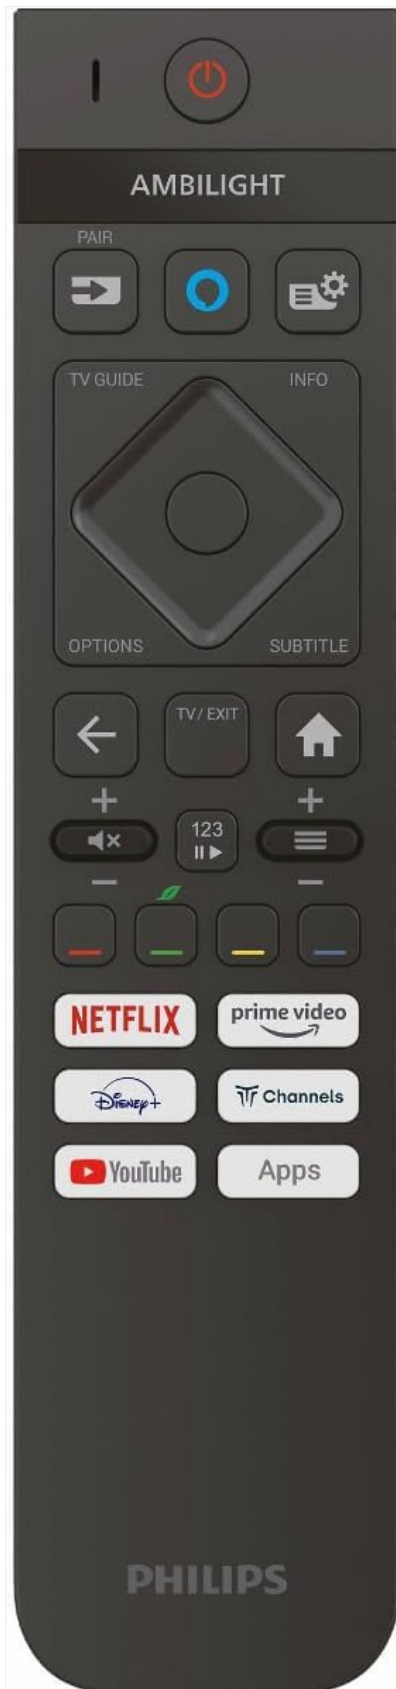 AMBILIGHT
PAIR
TV GUIDE INFO
OPTIONS SUBTITLE
TV/ EXIT
+ +
123
– –
NETFLIX prime video
Disney+ Channels
YouTube Apps
PHILIPS